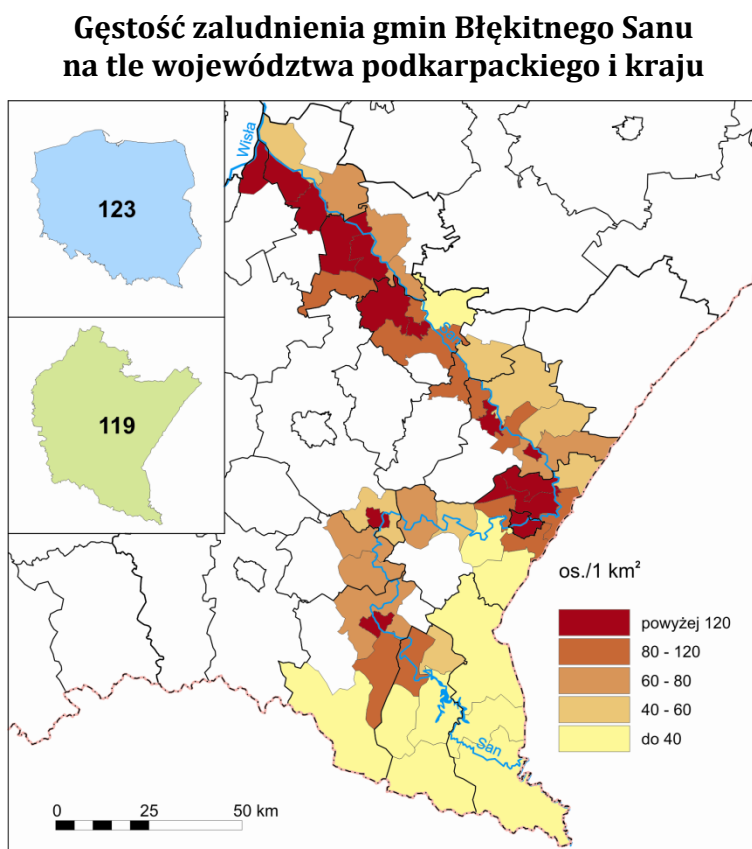 Gęstość zaludnienia gmin Błękitnego Sanu
na tle województwa podkarpackiego i kraju
Wisła
123
119
San
os./1 km²
powyżej 120
80 - 120
60 - 80
40 - 60
do 40
San
0 25 50 km